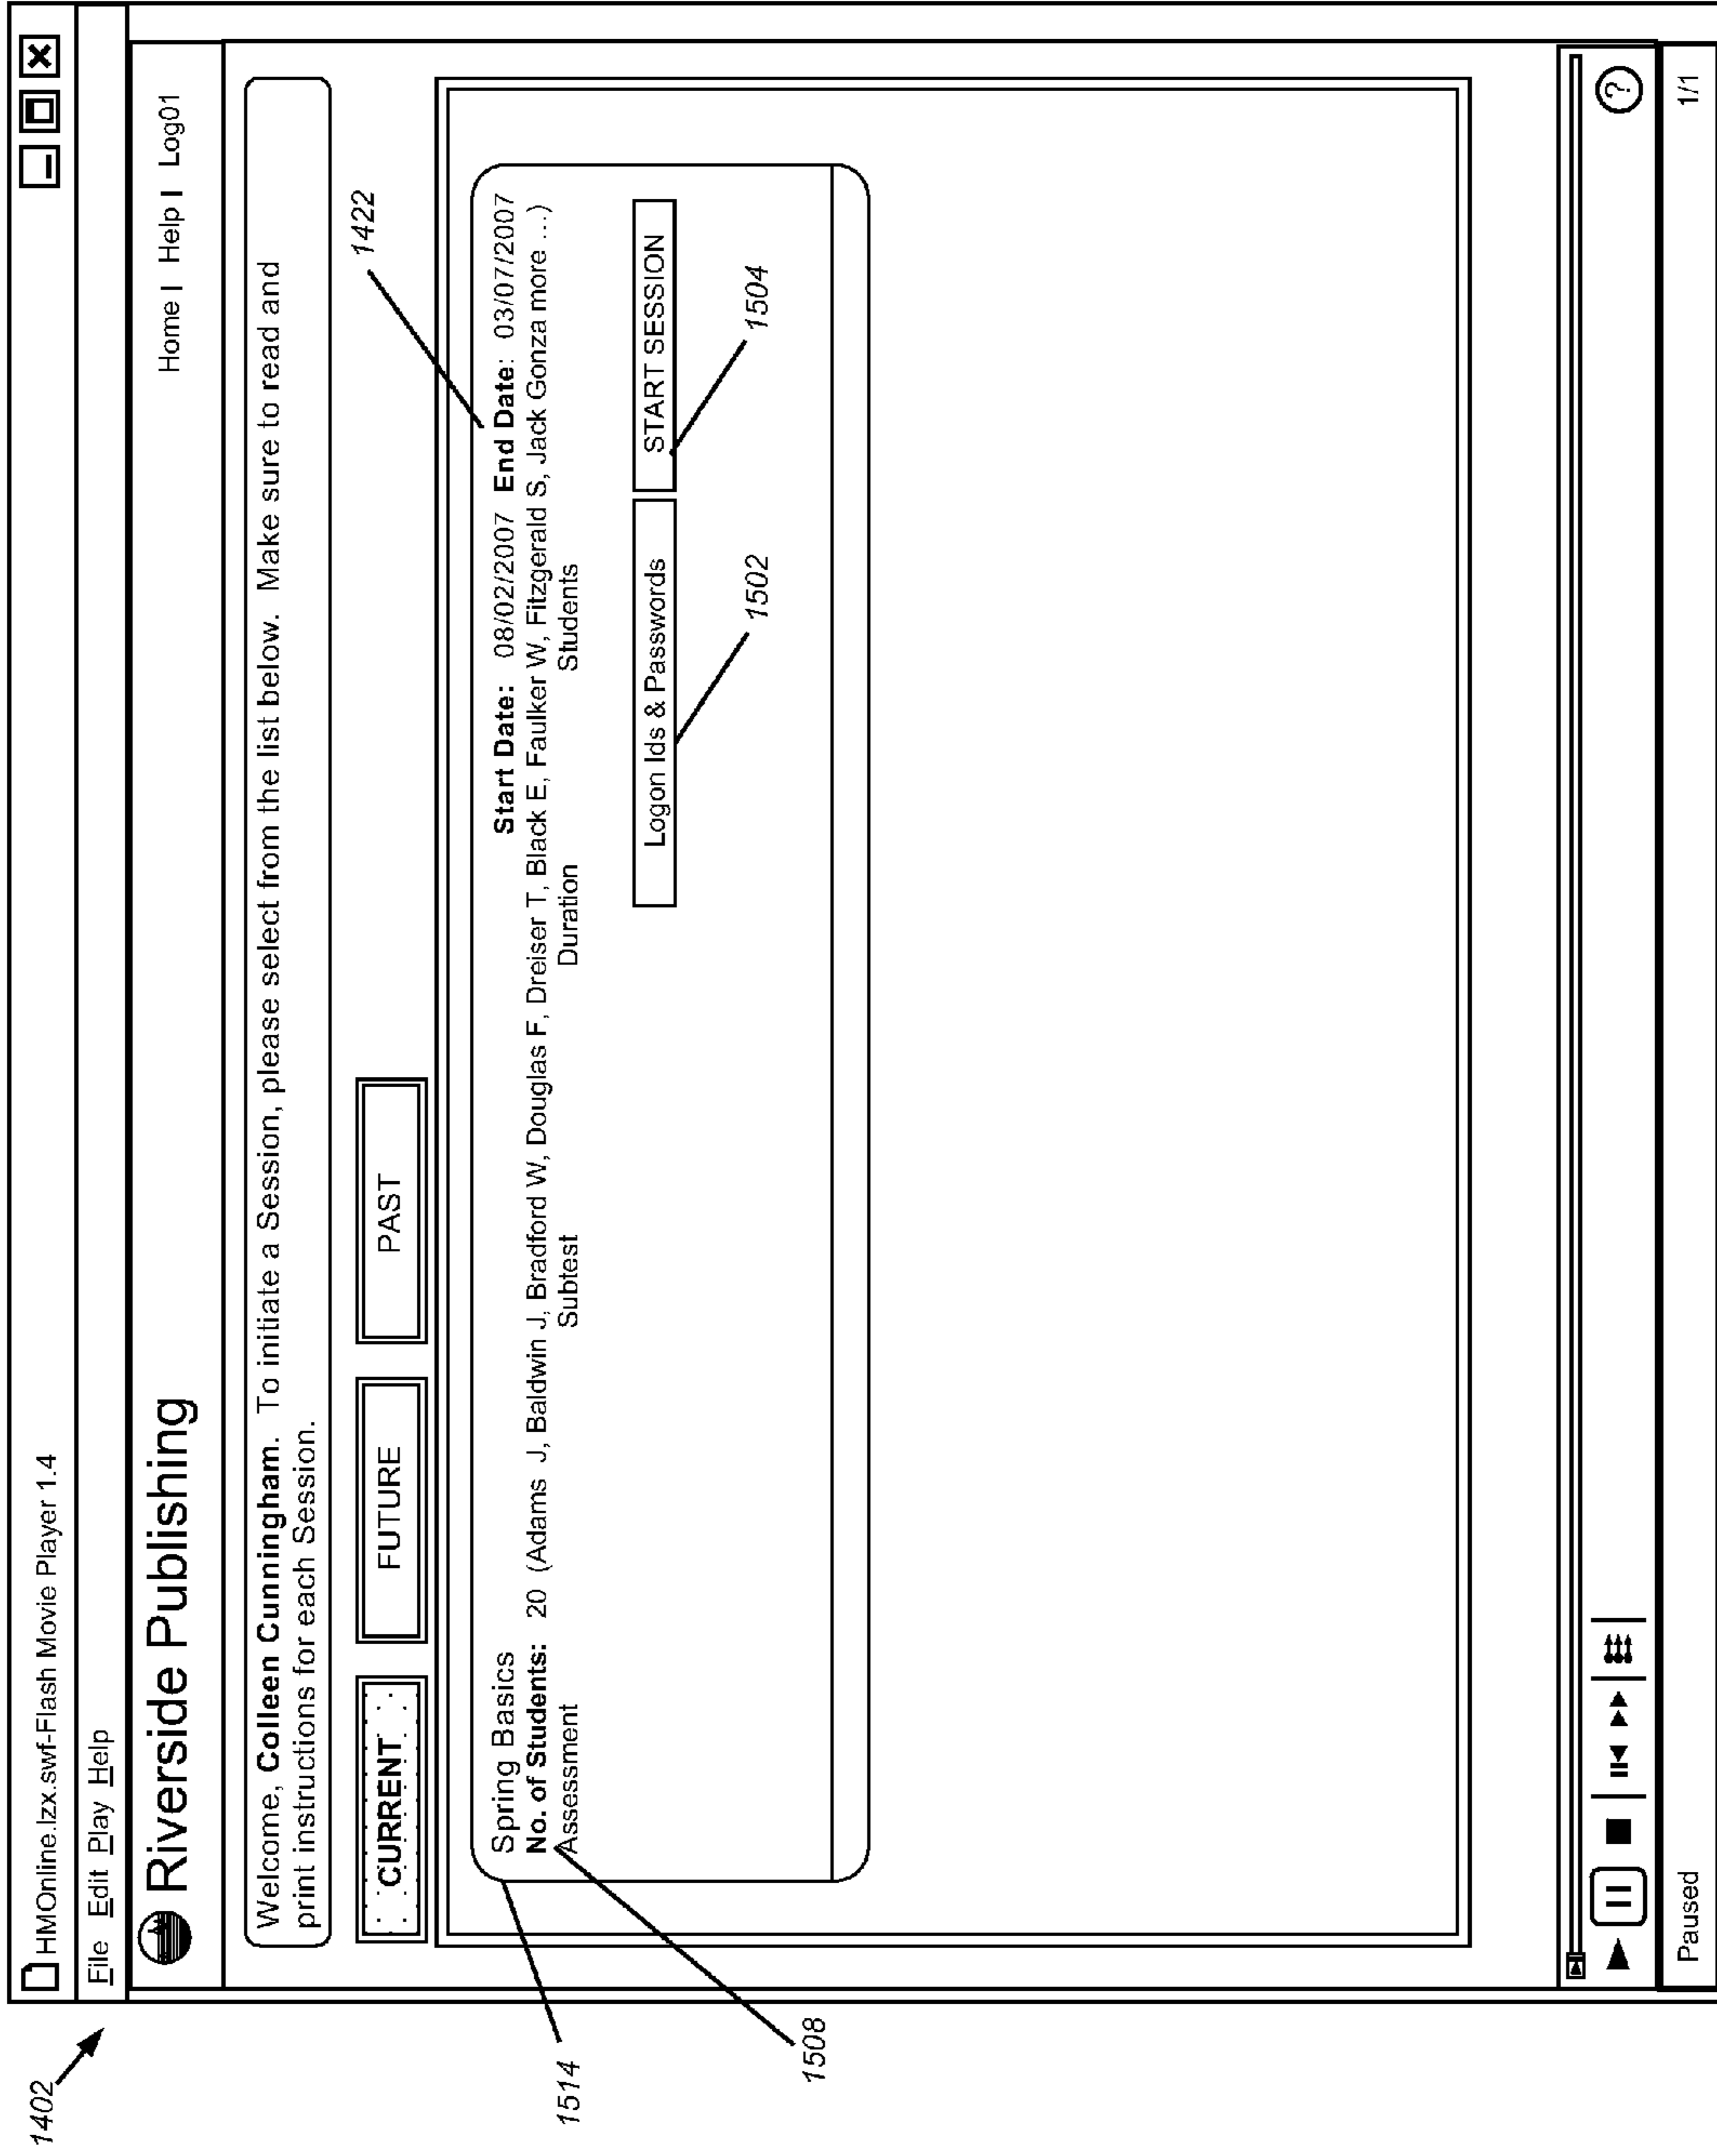 1402
HMOnline.lzx.swf-Flash Movie Player 1.4
File Edit Play Help
Riverside Publishing
Home I Help I Log01
Welcome, Colleen Cunningham. To initiate a Session, please select from the list below. Make sure to read and
print instructions for each Session.
CURRENT
FUTURE
PAST
1422
Spring Basics
Start Date: 08/02/2007 End Date: 03/07/2007
No. of Students: 20 (Adams J, Baldwin J, Bradford W, Douglas F, Dreiser T, Black E, Faulker W, Fitzgerald S, Jack Gonza more ...)
Assessment Subtest Duration Students
1514
Logon Ids & Passwords
START SESSION
1502
1504
1508
?
Paused
1/1